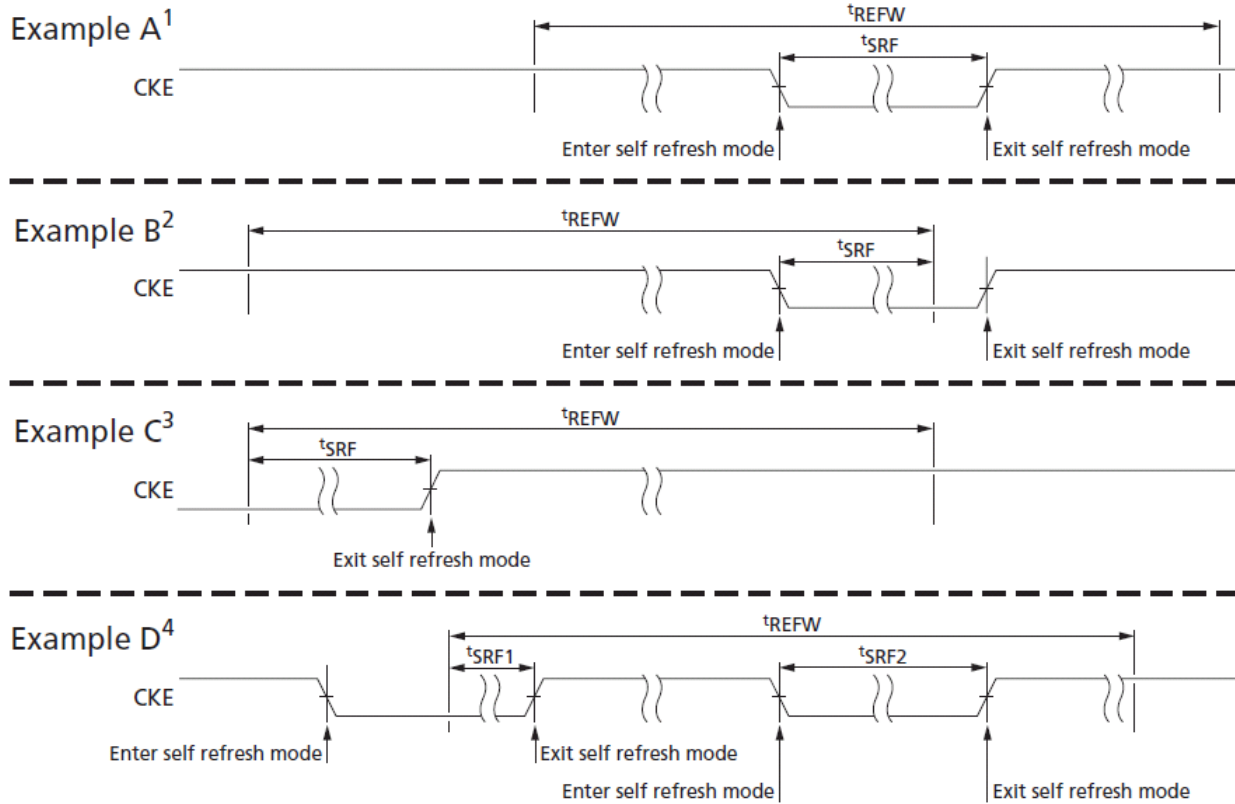 Example A¹
ᵗREFW
ᵗSRF
CKE
Enter self refresh mode
Exit self refresh mode
Example B²
ᵗREFW
ᵗSRF
CKE
Enter self refresh mode
Exit self refresh mode
Example C³
ᵗREFW
ᵗSRF
CKE
Exit self refresh mode
Example D⁴
ᵗREFW
ᵗSRF1
ᵗSRF2
CKE
Enter self refresh mode
Exit self refresh mode
Enter self refresh mode
Exit self refresh mode